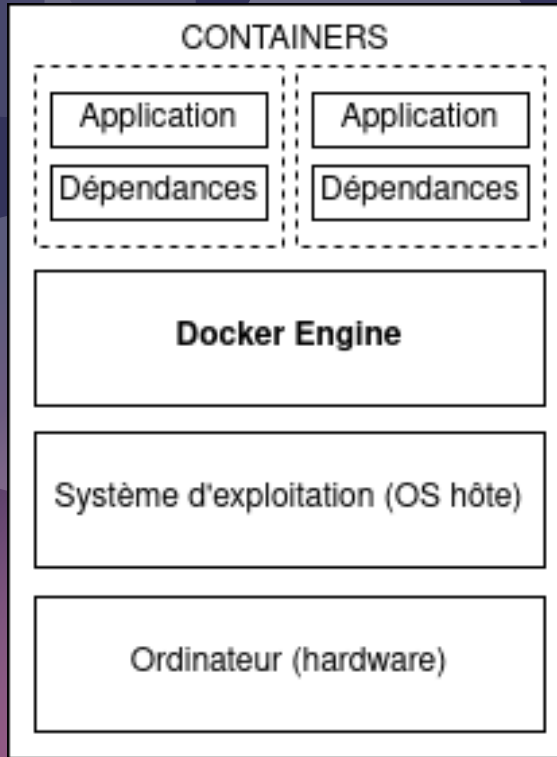 CONTAINERS
Application
Dépendances
Application
Dépendances
Docker Engine
Système d'exploitation (OS hôte)
Ordinateur (hardware)